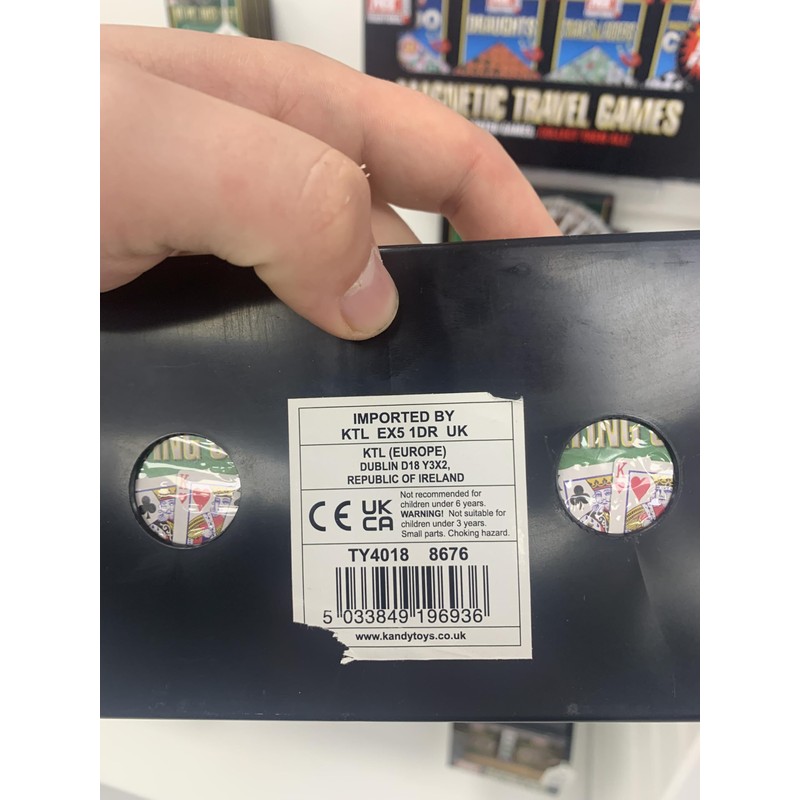 DRAUGHTS
MAGNETIC TRAVEL GAMES
IMPORTED BY
KTL EX5 1DR UK
KTL (EUROPE)
DUBLIN D18 Y3X2,
REPUBLIC OF IRELAND
CE UK
CA
Not recommended for
children under 6 years.
WARNING! Not suitable for
children under 3 years.
Small parts. Choking hazard.
TY4018 8676
5 033849 196936
www.kandytoys.co.uk
K
K